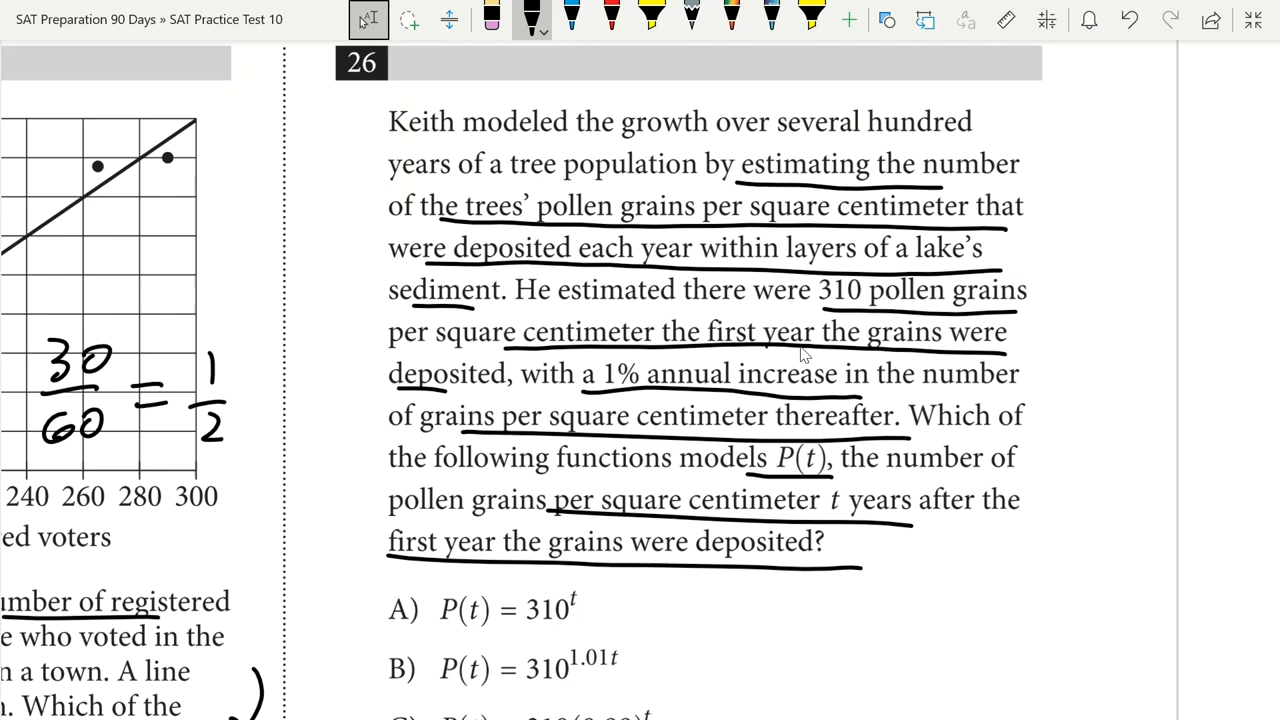 SAT Preparation 90 Days » SAT Practice Test 10
26
Keith modeled the growth over several hundred
years of a tree population by estimating the number
of the trees' pollen grains per square centimeter that
were deposited each year within layers of a lake's
sediment. He estimated there were 310 pollen grains
per square centimeter the first year the grains were
deposited, with a 1% annual increase in the number
of grains per square centimeter thereafter. Which of
the following functions models P(t), the number of
pollen grains per square centimeter t years after the
first year the grains were deposited?
A) P(t) = 310^t
B) P(t) = 310^1.01t
30/60 = 1/2
240 260 280 300
ed voters
umber of registered
e who voted in the
n a town. A line
. Which of the